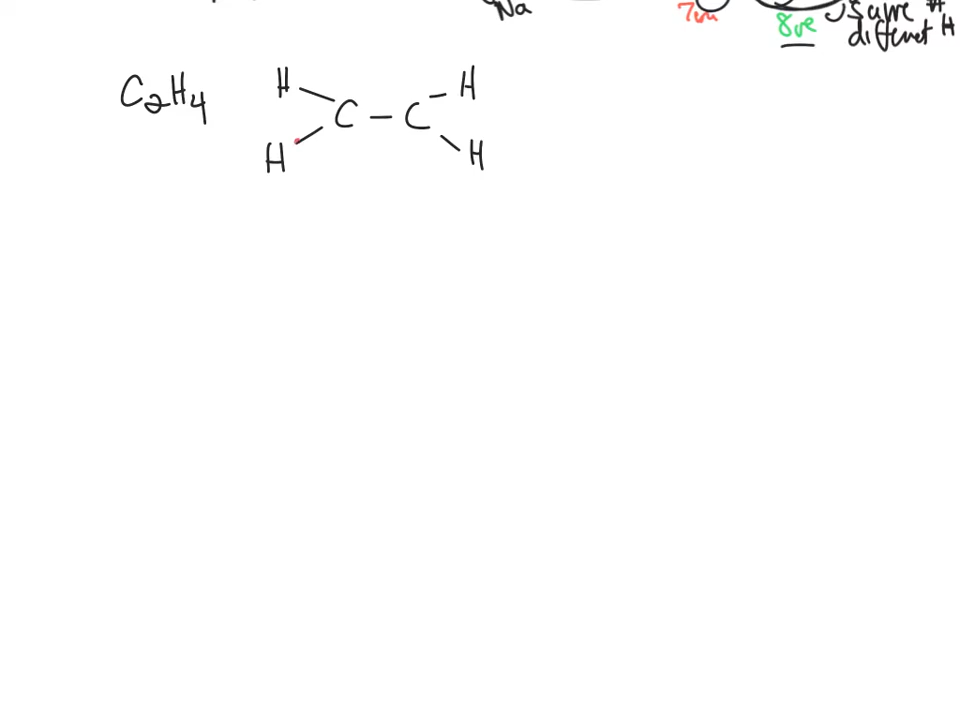 Na
7ve 8ve same #
different H
C2H4 H H
C - C
H H